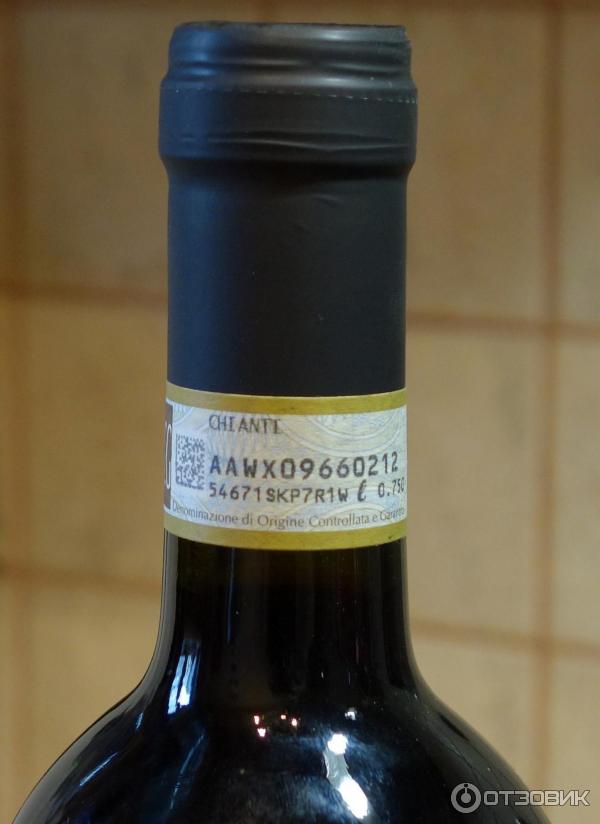 CHIANTI
AAWX09660212
54671SKP7R1W ℓ 0.750
Denominazione di Origine Controllata e Garantita
ОТЗОВИК